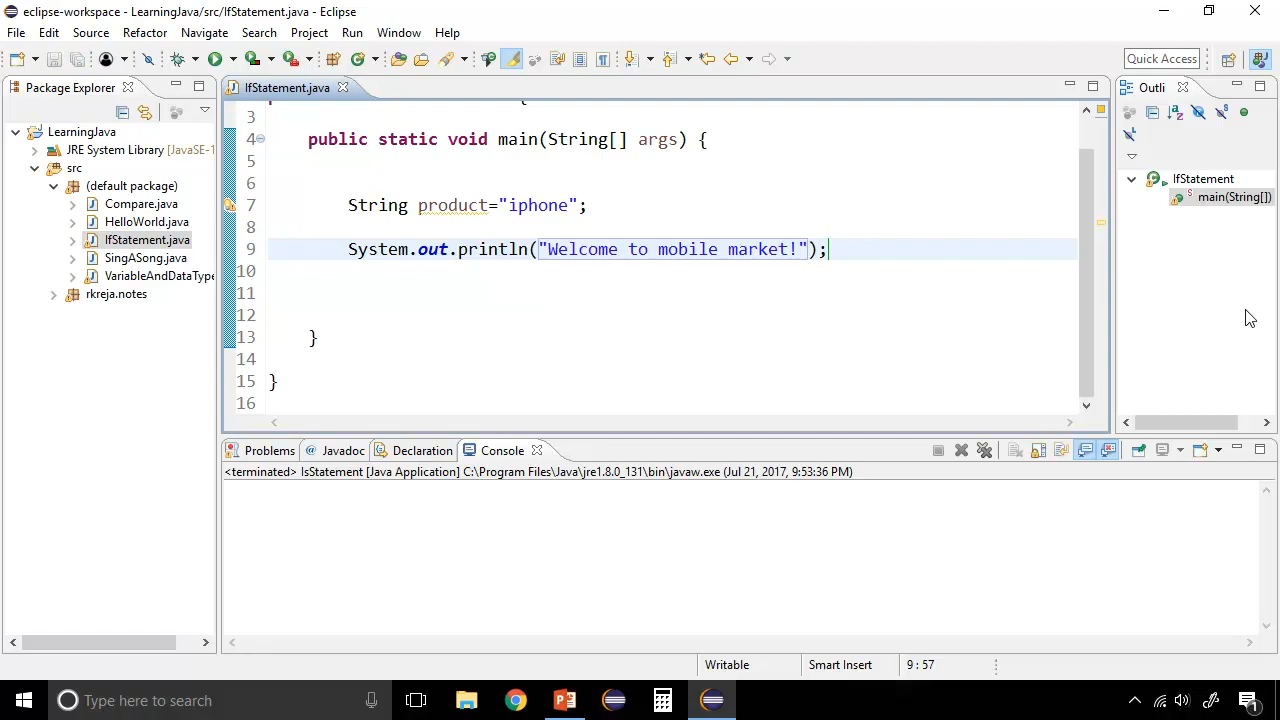 eclipse-workspace - LearningJava/src/IfStatement.java - Eclipse
File Edit Source Refactor Navigate Search Project Run Window Help
Quick Access
Package Explorer
IfStatement.java
Outli
LearningJava
JRE System Library [JavaSE-1
src
(default package)
Compare.java
HelloWorld.java
IfStatement.java
SingASong.java
VariableAndDataType
rkreja.notes
3
4 public static void main(String[] args) {
5
6
7 String product="iphone";
8
9 System.out.println("Welcome to mobile market!");
10
11
12
13 }
14
15 }
16
IfStatement
main(String[])
Problems @ Javadoc Declaration Console
<terminated> IsStatement [Java Application] C:\Program Files\Java\jre1.8.0_131\bin\javaw.exe (Jul 21, 2017, 9:53:36 PM)
Writable Smart Insert 9 : 57
Type here to search
1